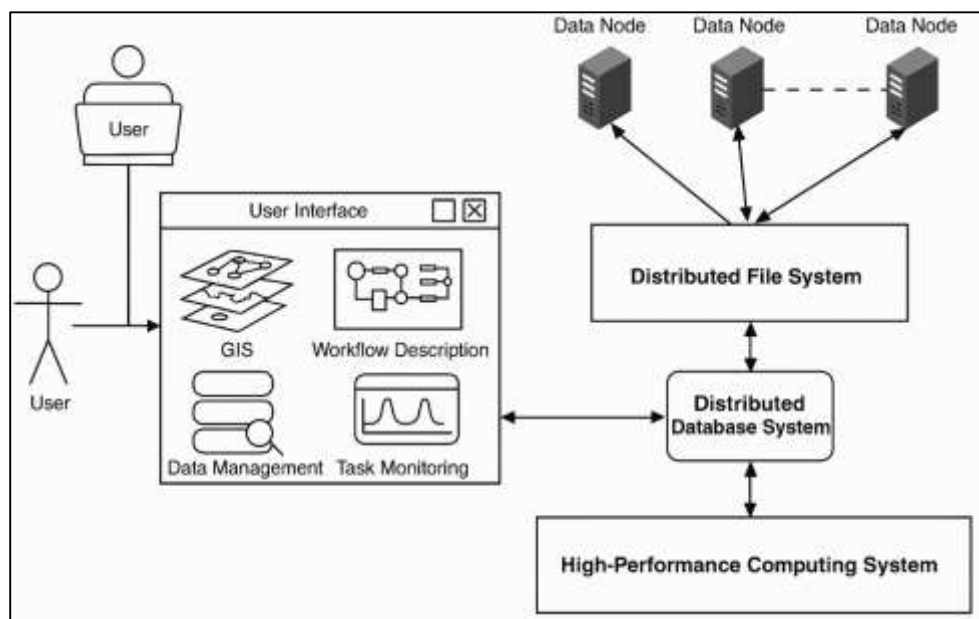 Data Node
Data Node
Data Node
User
User Interface
GIS
Workflow Description
User
Data Management
Task Monitoring
Distributed File System
Distributed
Database System
High-Performance Computing System